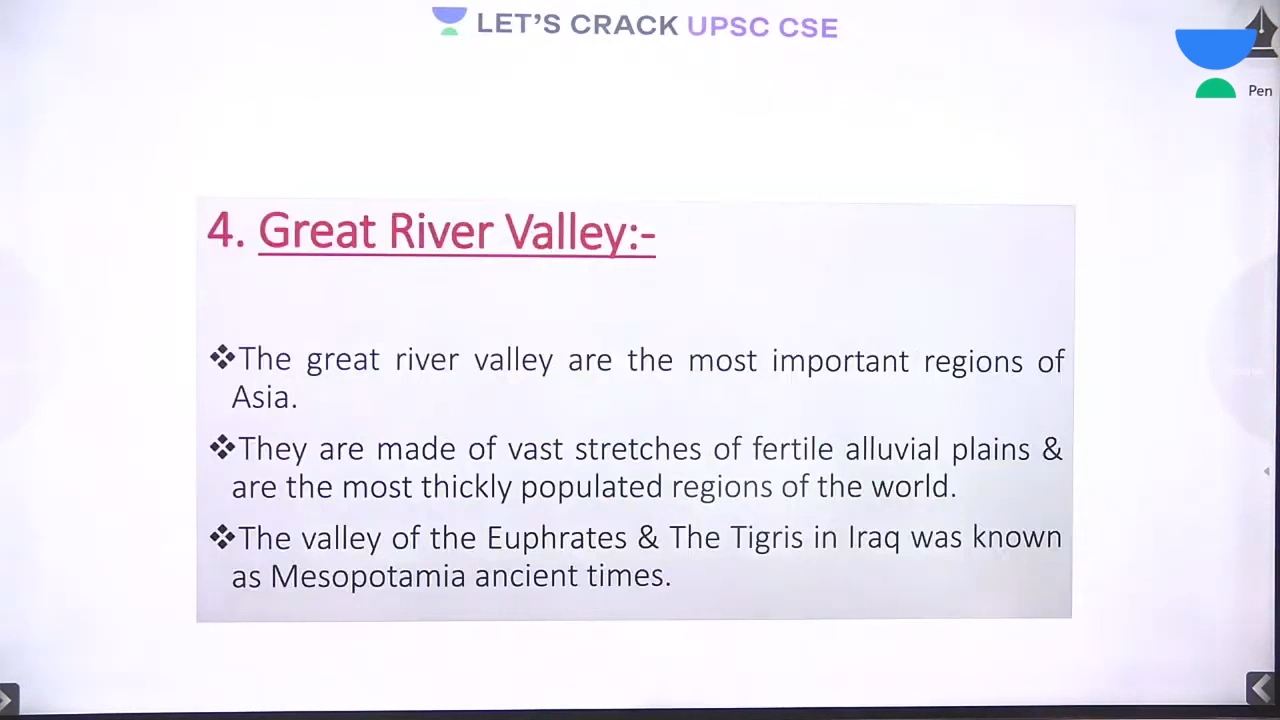 LET'S CRACK UPSC CSE
Pen
4. Great River Valley:-
❖The great river valley are the most important regions of
Asia.
❖They are made of vast stretches of fertile alluvial plains &
are the most thickly populated regions of the world.
❖The valley of the Euphrates & The Tigris in Iraq was known
as Mesopotamia ancient times.